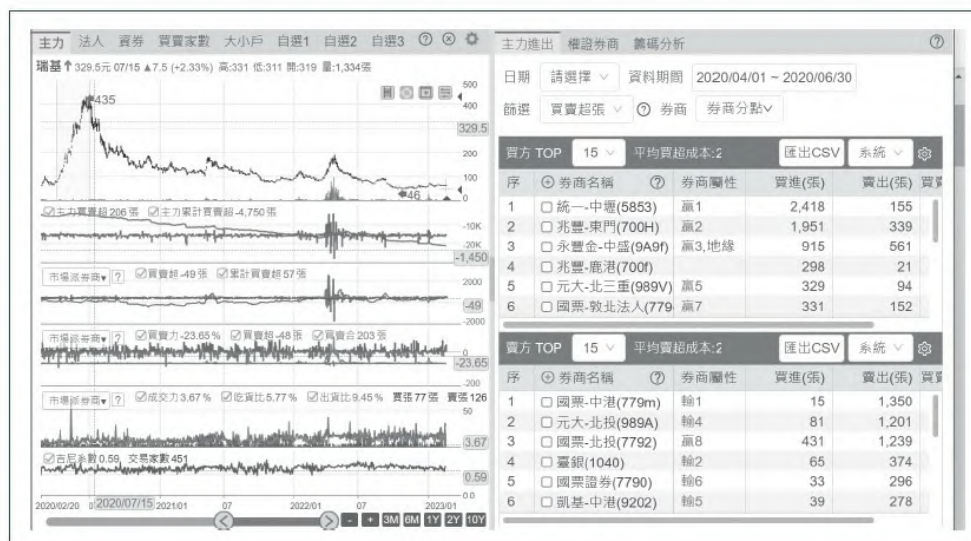 主力 法人 資券 買賣家數 大小戶 自選1 自選2 自選3
瑞基↑329.5元 07/15 ▲7.5 (+2.33%) 高:331 低:311 開:319 量:1,334張
435
500
400
329.5
200
100
0
46
主力買賣超 206 張 主力累計買賣超 -4,750 張
-10K
-20K
-1,450
市場派券商▾ ? 買賣超 -49 張 累計買賣超 57 張
2000
-49
-2000
市場派券商▾ ? 買賣力 -23.65 % 買賣超 -48 張 買賣合 203 張
0
-23.65
-200
市場派券商▾ ? 成交力 3.67 % 吃貨比 5.77 % 出貨比 9.45 % 買張 77 張 賣張 126
50
3.67
吉尼系數 0.59 交易家數 451
0.59
0.0
2020/02/20 2020/07/15 2021/01 07 2022/01 07 2023/01
- + 3M 6M 1Y 2Y 10Y
主力進出 權證券商 籌碼分析 ?
日期 請選擇 資料期間 2020/04/01 ~ 2020/06/30
篩選 買賣超張 ? 券商 券商分點
買方 TOP 15 平均買超成本:2 匯出CSV 系統
序 券商名稱 ? 券商屬性 買進(張) 賣出(張) 買賣
1 統一-中壢(5853) 贏1 2,418 155
2 兆豐-東門(700H) 贏2 1,951 339
3 永豐金-中盛(9A9f) 贏3,地緣 915 561
4 兆豐-鹿港(700f) 298 21
5 元大-北三重(989V) 贏5 329 94
6 國票-敦北法人(779 贏7 331 152
賣方 TOP 15 平均賣超成本:2 匯出CSV 系統
序 券商名稱 ? 券商屬性 買進(張) 賣出(張) 買賣
1 國票-中港(779m) 輸1 15 1,350
2 元大-北投(989A) 輸4 81 1,201
3 國票-北投(7792) 贏8 431 1,239
4 臺銀(1040) 輸2 65 374
5 國票證券(7790) 輸6 33 296
6 凱基-中港(9202) 輸5 39 278